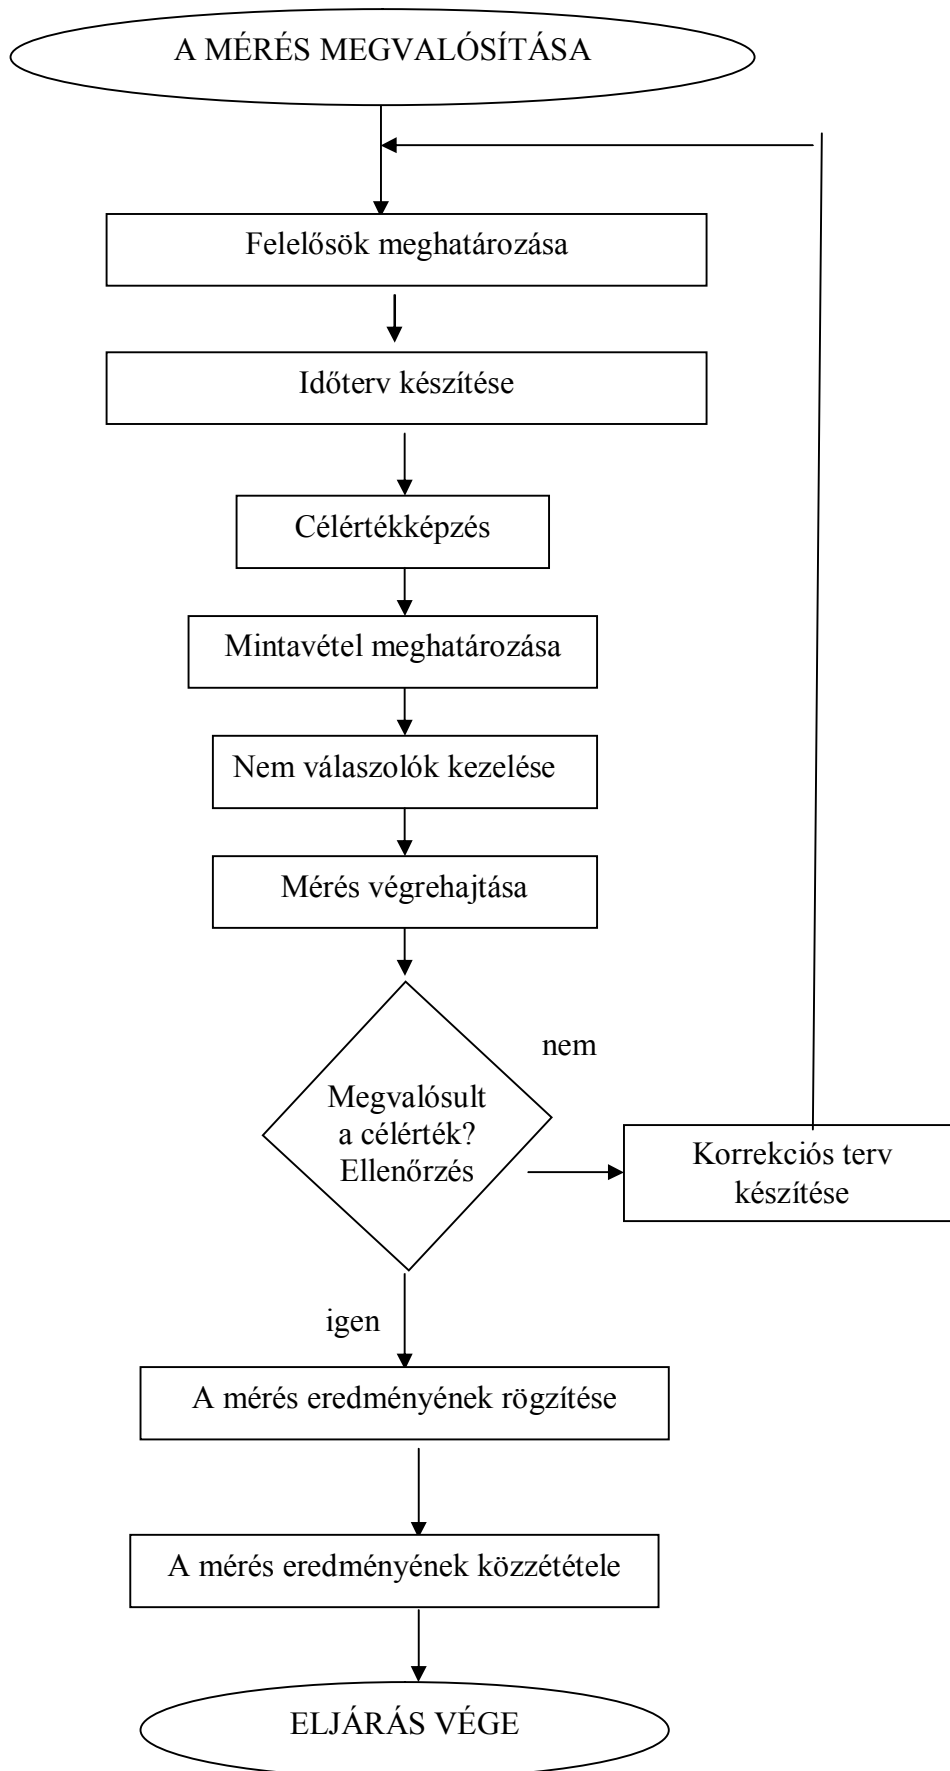 A MÉRÉS MEGVALÓSÍTÁSA
Felelősök meghatározása
Időterv készítése
Célértékképzés
Mintavétel meghatározása
Nem válaszolók kezelése
Mérés végrehajtása
nem
Megvalósult
a célérték?
Ellenőrzés
Korrekciós terv
készítése
igen
A mérés eredményének rögzítése
A mérés eredményének közzététele
ELJÁRÁS VÉGE